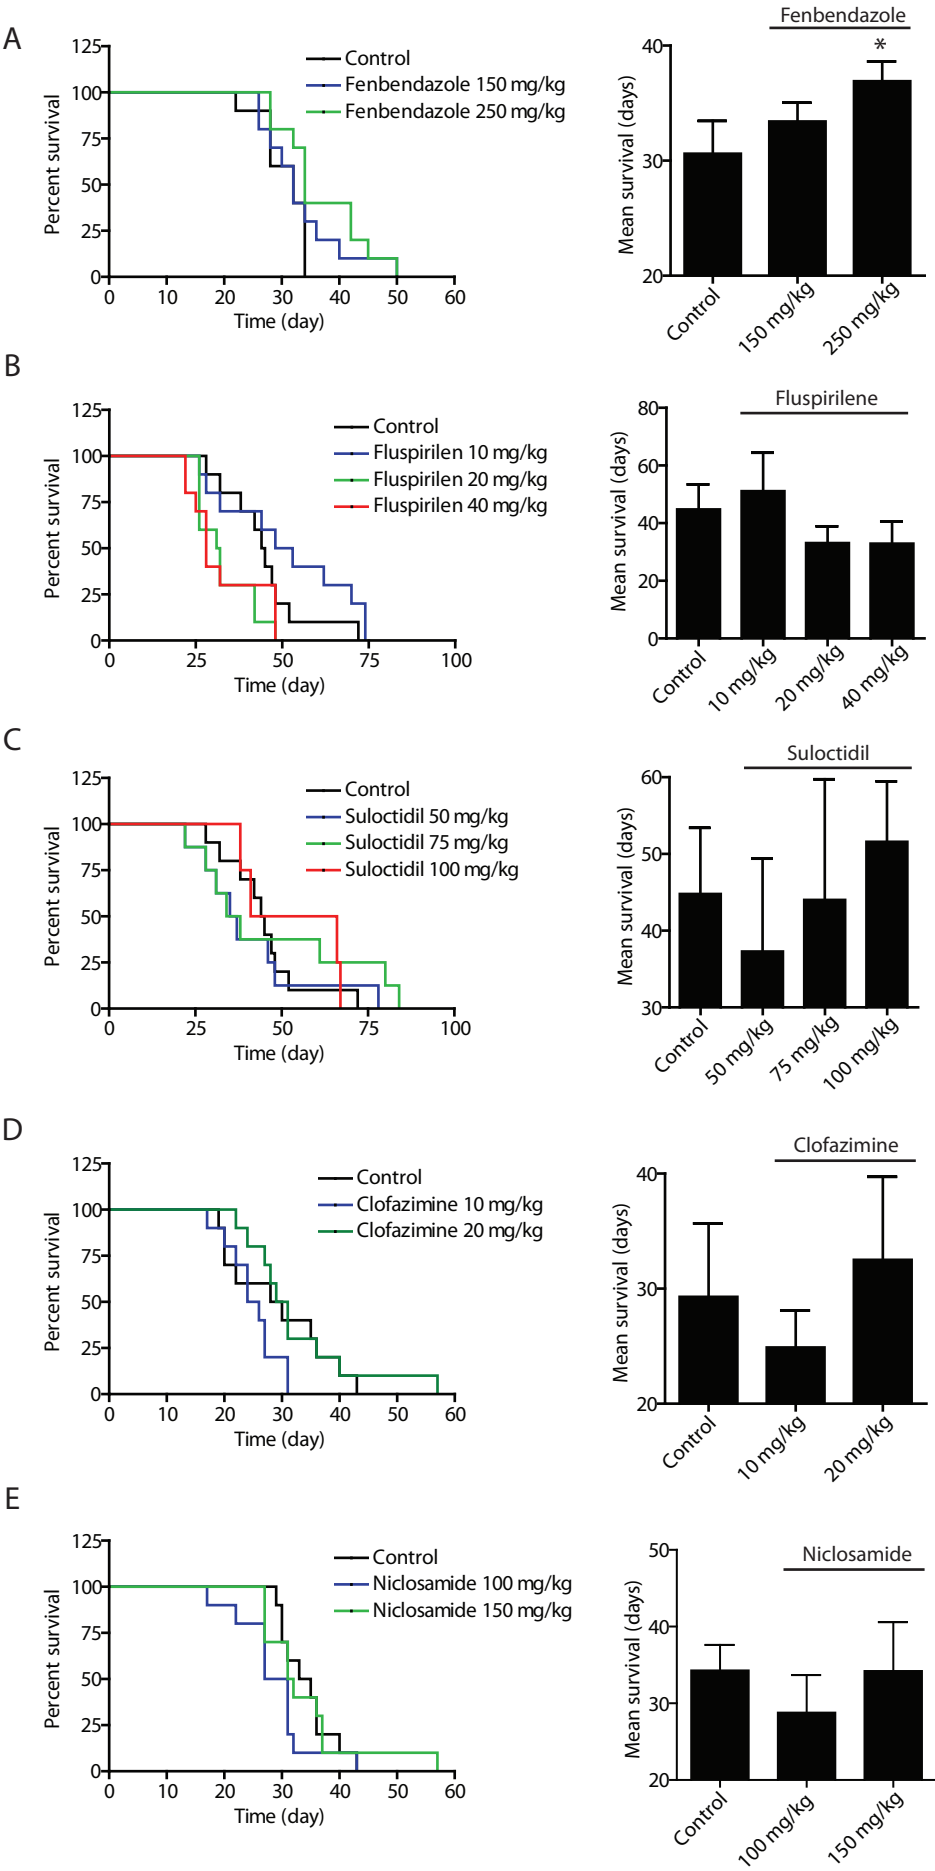 A
125
100
75
50
25
0
Percent survival
0 10 20 30 40 50 60
Time (day)
Control
Fenbendazole 150 mg/kg
Fenbendazole 250 mg/kg
Fenbendazole
*
40
30
20
Mean survival (days)
Control
150 mg/kg
250 mg/kg
B
125
100
75
50
25
0
Percent survival
0 25 50 75 100
Time (day)
Control
Fluspirilen 10 mg/kg
Fluspirilen 20 mg/kg
Fluspirilen 40 mg/kg
Fluspirilene
80
60
40
20
0
Mean survival (days)
Control
10 mg/kg
20 mg/kg
40 mg/kg
C
125
100
75
50
25
0
Percent survival
0 25 50 75 100
Time (day)
Control
Suloctidil 50 mg/kg
Suloctidil 75 mg/kg
Suloctidil 100 mg/kg
Suloctidil
60
50
40
30
Mean survival (days)
Control
50 mg/kg
75 mg/kg
100 mg/kg
D
125
100
75
50
25
0
Percent survival
0 10 20 30 40 50 60
Time (day)
Control
Clofazimine 10 mg/kg
Clofazimine 20 mg/kg
Clofazimine
40
30
20
Mean survival (days)
Control
10 mg/kg
20 mg/kg
E
125
100
75
50
25
0
Percent survival
0 10 20 30 40 50 60
Time (day)
Control
Niclosamide 100 mg/kg
Niclosamide 150 mg/kg
Niclosamide
50
40
30
20
Mean survival (days)
Control
100 mg/kg
150 mg/kg